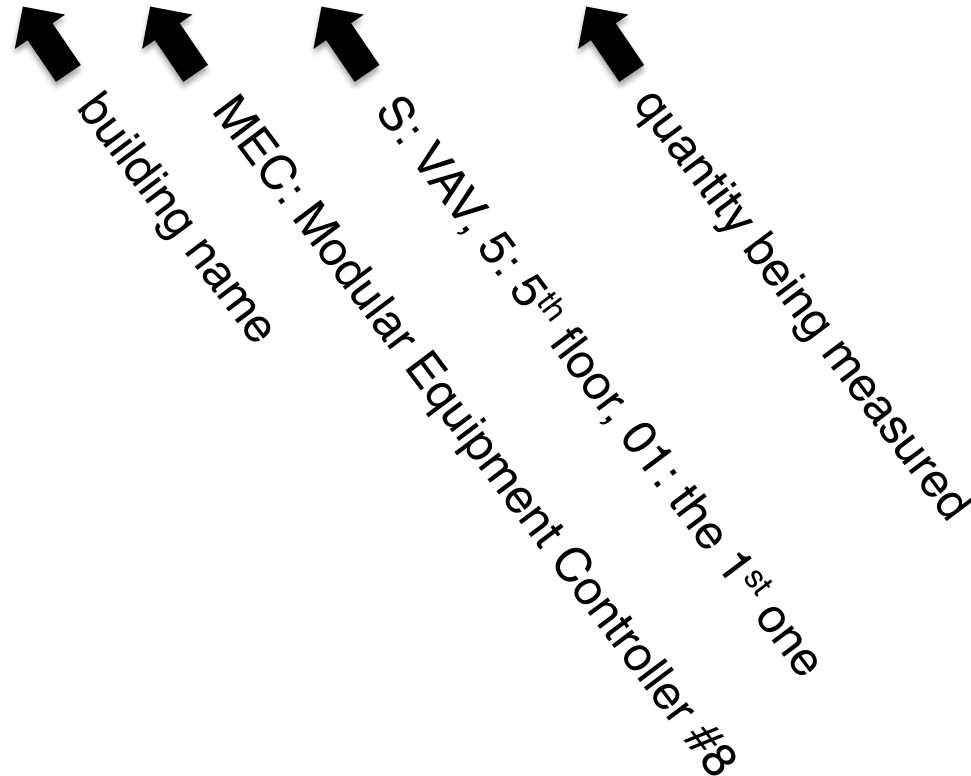 building name
MEC: Modular Equipment Controller #8
S: VAV, 5: 5th floor, 01: the 1st one
quantity being measured